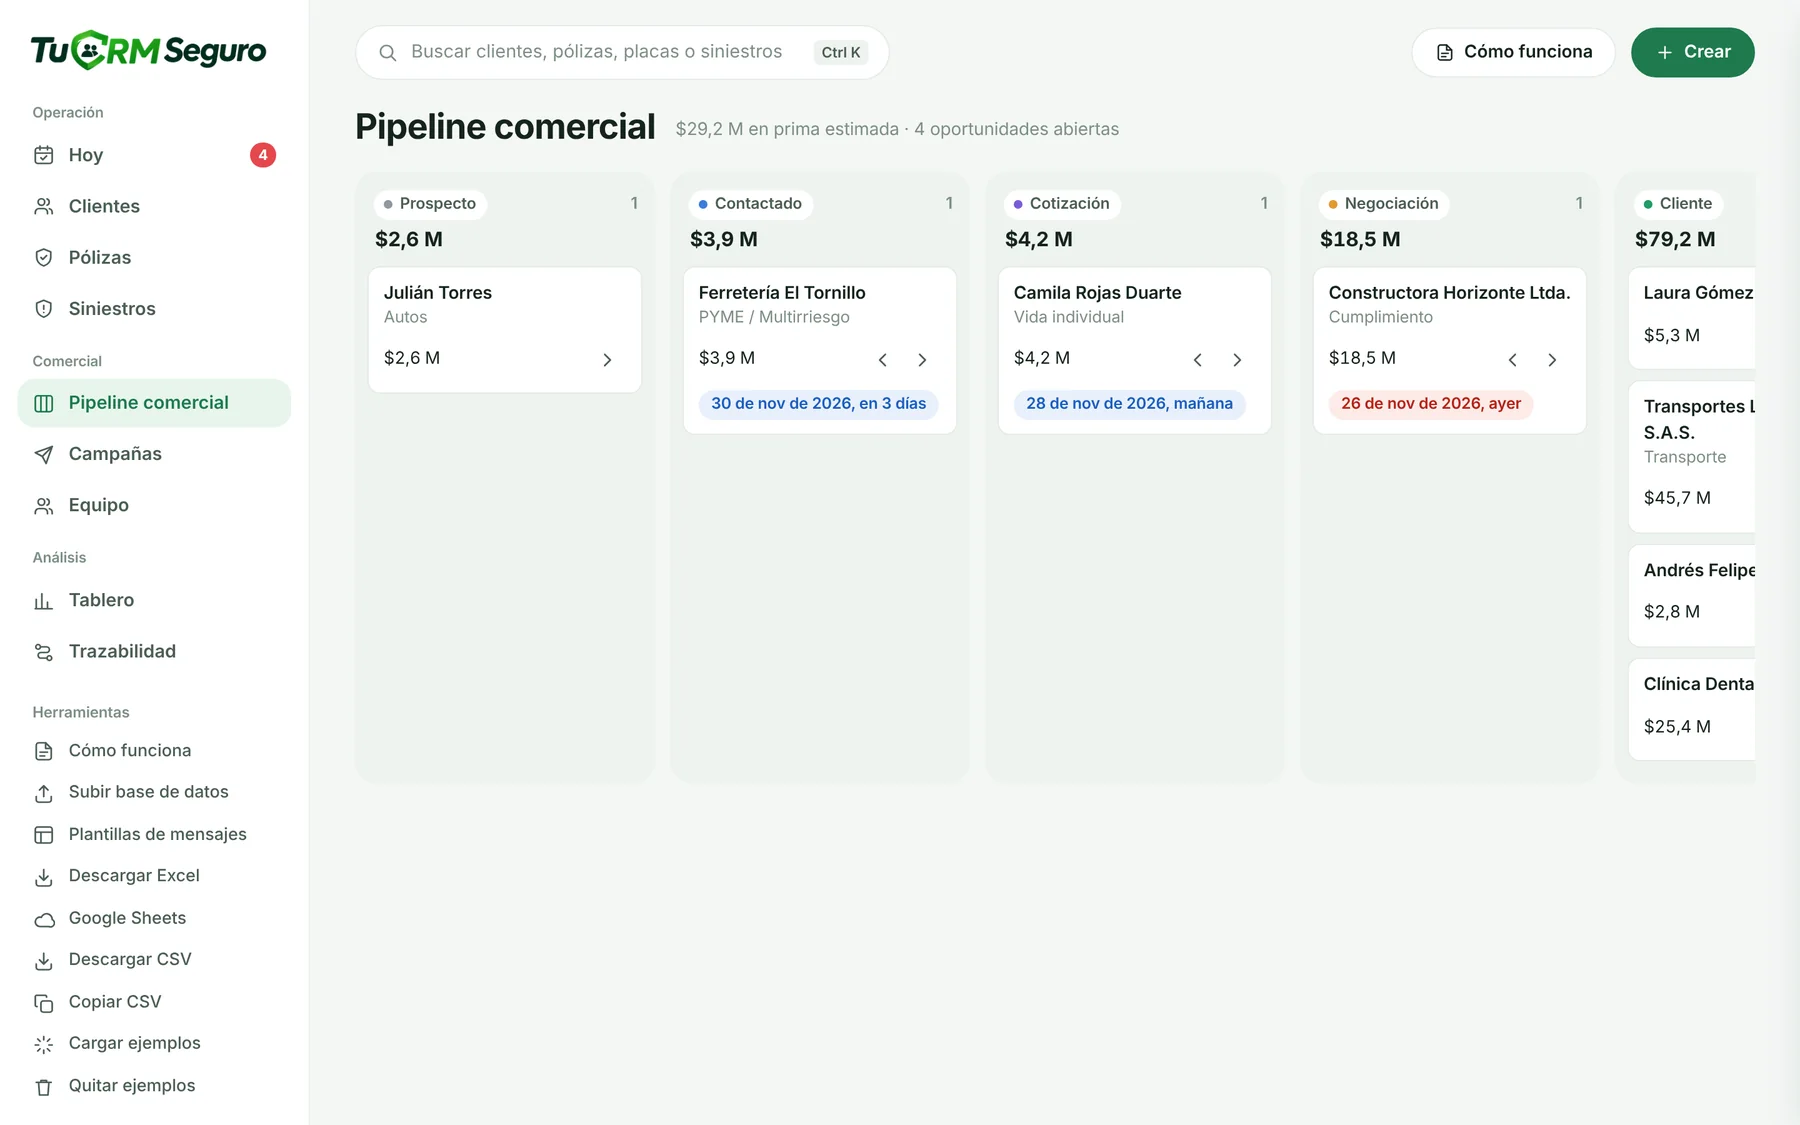 TuCRM Seguro
Operación
Hoy
4
Clientes
Pólizas
Siniestros
Comercial
Pipeline comercial
Campañas
Equipo
Análisis
Tablero
Trazabilidad
Herramientas
Cómo funciona
Subir base de datos
Plantillas de mensajes
Descargar Excel
Google Sheets
Descargar CSV
Copiar CSV
Cargar ejemplos
Quitar ejemplos
Buscar clientes, pólizas, placas o siniestros
Ctrl K
Cómo funciona
+ Crear
Pipeline comercial
$29,2 M en prima estimada · 4 oportunidades abiertas
Prospecto
1
$2,6 M
Julián Torres
Autos
$2,6 M
Contactado
1
$3,9 M
Ferretería El Tornillo
PYME / Multirriesgo
$3,9 M
30 de nov de 2026, en 3 días
Cotización
1
$4,2 M
Camila Rojas Duarte
Vida individual
$4,2 M
28 de nov de 2026, mañana
Negociación
1
$18,5 M
Constructora Horizonte Ltda.
Cumplimiento
$18,5 M
26 de nov de 2026, ayer
Cliente
$79,2 M
Laura Gómez
$5,3 M
Transportes L
S.A.S.
Transporte
$45,7 M
Andrés Felipe
$2,8 M
Clínica Denta
$25,4 M